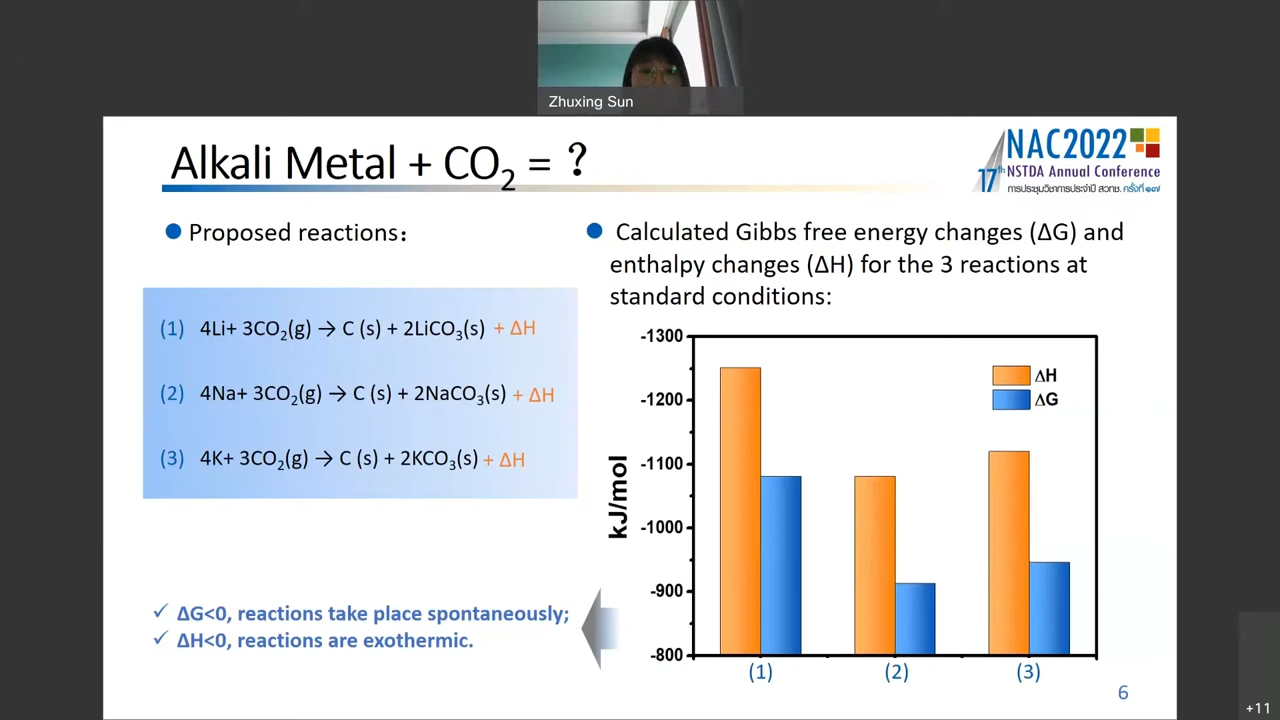 Zhuxing Sun
Alkali Metal + CO₂ = ?
NAC2022
17th NSTDA Annual Conference
การประชุมวิชาการประจำปี สวทช. ครั้งที่ ๑๗
Proposed reactions:
(1) 4Li+ 3CO₂(g) → C (s) + 2LiCO₃(s) + ΔH
(2) 4Na+ 3CO₂(g) → C (s) + 2NaCO₃(s) + ΔH
(3) 4K+ 3CO₂(g) → C (s) + 2KCO₃(s) + ΔH
✓ ΔG<0, reactions take place spontaneously;
✓ ΔH<0, reactions are exothermic.
Calculated Gibbs free energy changes (ΔG) and
enthalpy changes (ΔH) for the 3 reactions at
standard conditions:
kJ/mol
-1300
-1200
-1100
-1000
-900
-800
ΔH
ΔG
(1) (2) (3)
6
+11